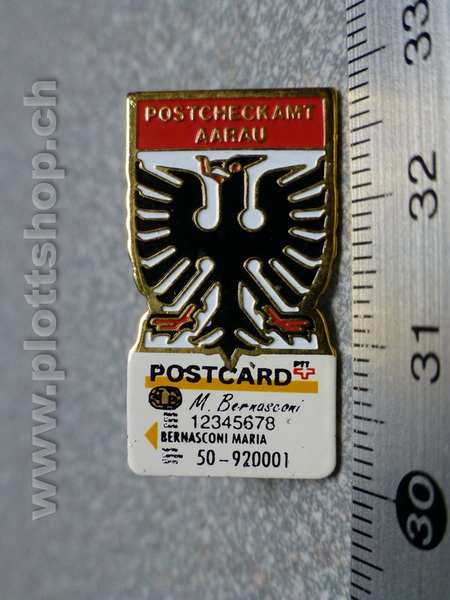 POSTCHECKAMT
AARAU
POSTCARD PTT
M. Bernasconi
12345678
BERNASCONI MARIA
50-920001
www.plottshop.ch
33
32
31
30